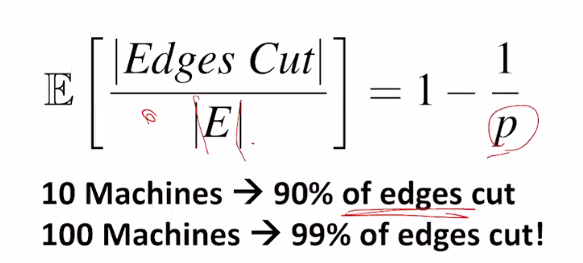 𝔼 [ |Edges Cut| / |E| ] = 1 − 1/p
10 Machines → 90% of edges cut
100 Machines → 99% of edges cut!